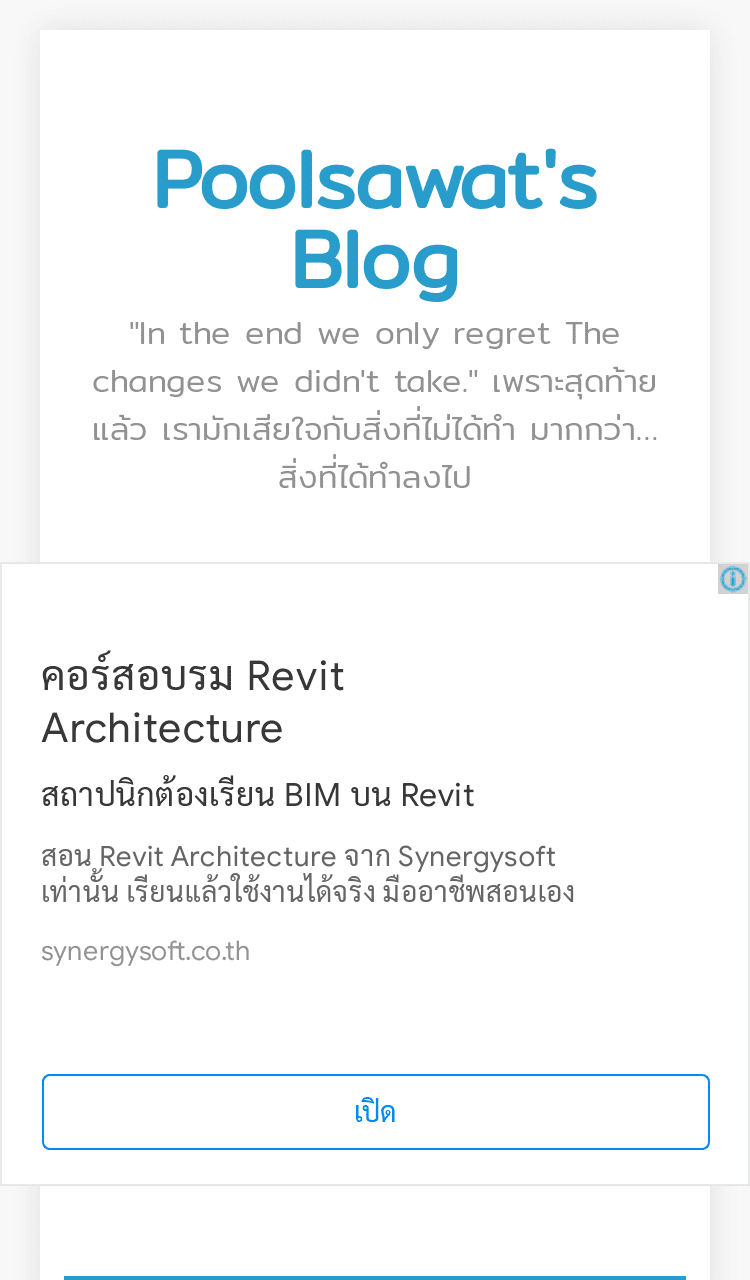 Poolsawat's
Blog
"In the end we only regret The
changes we didn't take." เพราะสุดท้าย
แล้ว เรามักเสียใจกับสิ่งที่ไม่ได้ทำ มากกว่า...
สิ่งที่ได้ทำลงไป
คอร์สอบรม Revit
Architecture
สถาปนิกต้องเรียน BIM บน Revit
สอน Revit Architecture จาก Synergysoft
เท่านั้น เรียนแล้วใช้งานได้จริง มืออาชีพสอนเอง
synergysoft.co.th
เปิด